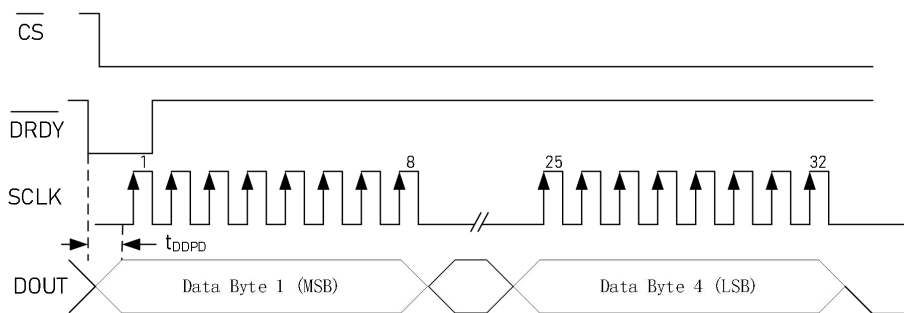 CS
DRDY
1
8
25
32
SCLK
tDDPD
DOUT
Data Byte 1 (MSB)
Data Byte 4 (LSB)